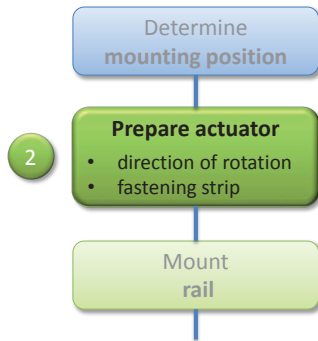 Determine
mounting position
2
Prepare actuator
• direction of rotation
• fastening strip
Mount
rail